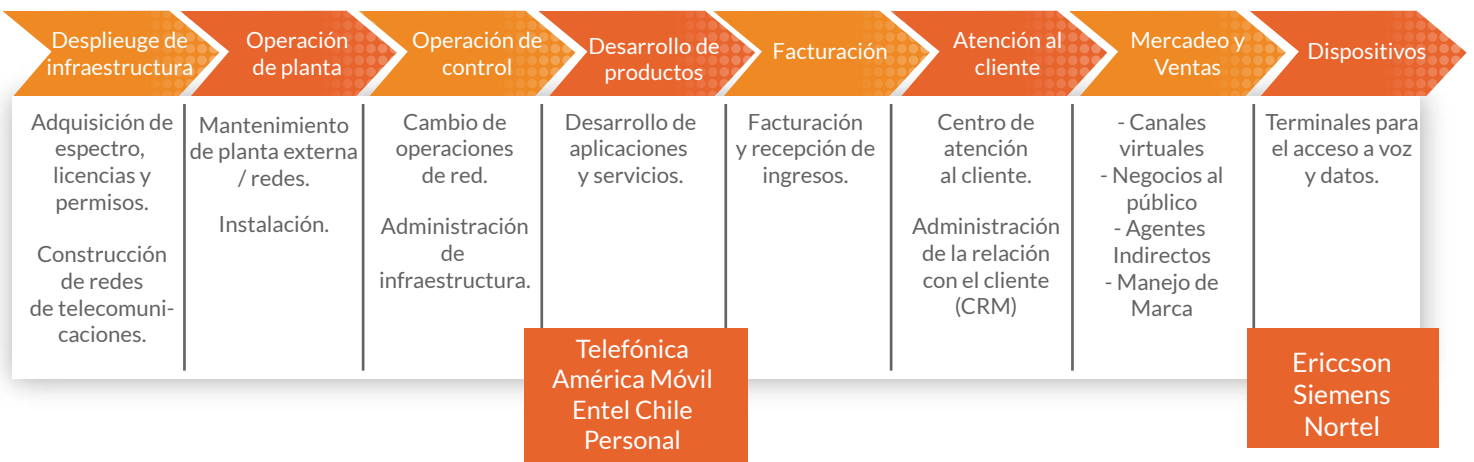 Desplieuge de
infraestructura
Operación
de planta
Operación de
control
Desarrollo de
productos
Facturación
Atención al
cliente
Mercadeo y
Ventas
Dispositivos
Adquisición de
espectro,
licencias y
permisos.
Construcción
de redes
de telecomuni-
caciones.
Mantenimiento
de planta externa
/ redes.
Instalación.
Cambio de
operaciones
de red.
Administración
de
infraestructura.
Desarrollo de
aplicaciones
y servicios.
Facturación
y recepción de
ingresos.
Centro de
atención
al cliente.
Administración
de la relación
con el cliente
(CRM)
- Canales
virtuales
- Negocios al
público
- Agentes
Indirectos
- Manejo de
Marca
Terminales para
el acceso a voz
y datos.
Telefónica
América Móvil
Entel Chile
Personal
Ericcson
Siemens
Nortel